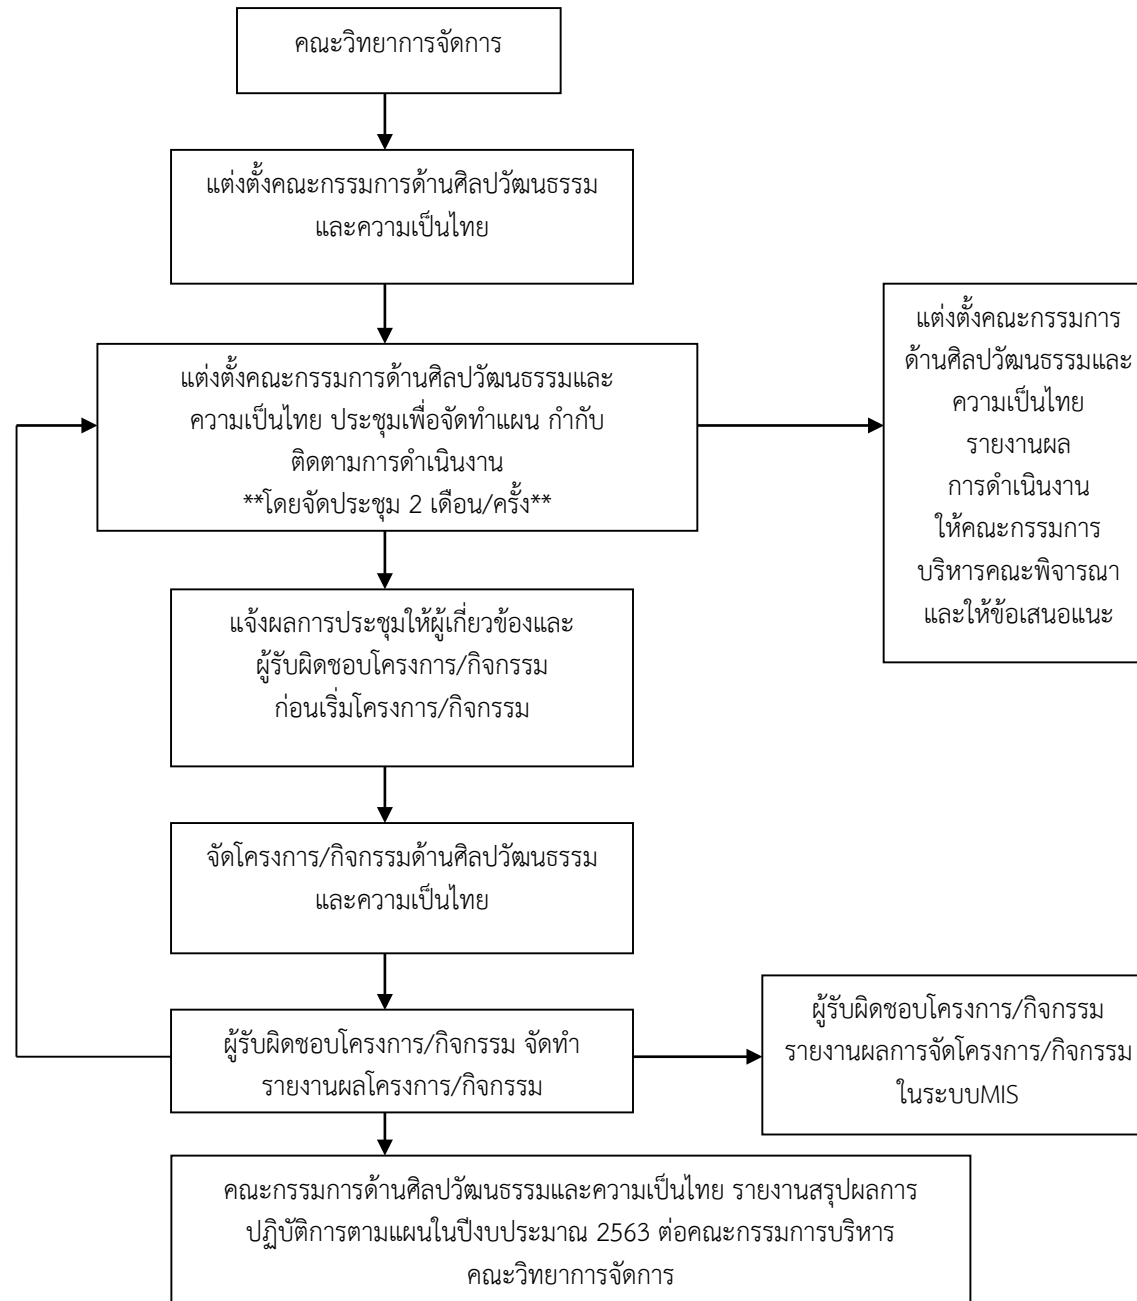 คณะวิทยาการจัดการ
แต่งตั้งคณะกรรมการด้านศิลปวัฒนธรรม
และความเป็นไทย
แต่งตั้งคณะกรรมการด้านศิลปวัฒนธรรมและ
ความเป็นไทย ประชุมเพื่อจัดทำแผน กำกับ
ติดตามการดำเนินงาน
**โดยจัดประชุม 2 เดือน/ครั้ง**
แต่งตั้งคณะกรรมการ
ด้านศิลปวัฒนธรรมและ
ความเป็นไทย
รายงานผล
การดำเนินงาน
ให้คณะกรรมการ
บริหารคณะพิจารณา
และให้ข้อเสนอแนะ
แจ้งผลการประชุมให้ผู้เกี่ยวข้องและ
ผู้รับผิดชอบโครงการ/กิจกรรม
ก่อนเริ่มโครงการ/กิจกรรม
จัดโครงการ/กิจกรรมด้านศิลปวัฒนธรรม
และความเป็นไทย
ผู้รับผิดชอบโครงการ/กิจกรรม จัดทำ
รายงานผลโครงการ/กิจกรรม
ผู้รับผิดชอบโครงการ/กิจกรรม
รายงานผลการจัดโครงการ/กิจกรรม
ในระบบMIS
คณะกรรมการด้านศิลปวัฒนธรรมและความเป็นไทย รายงานสรุปผลการ
ปฏิบัติการตามแผนในปีงบประมาณ 2563 ต่อคณะกรรมการบริหาร
คณะวิทยาการจัดการ